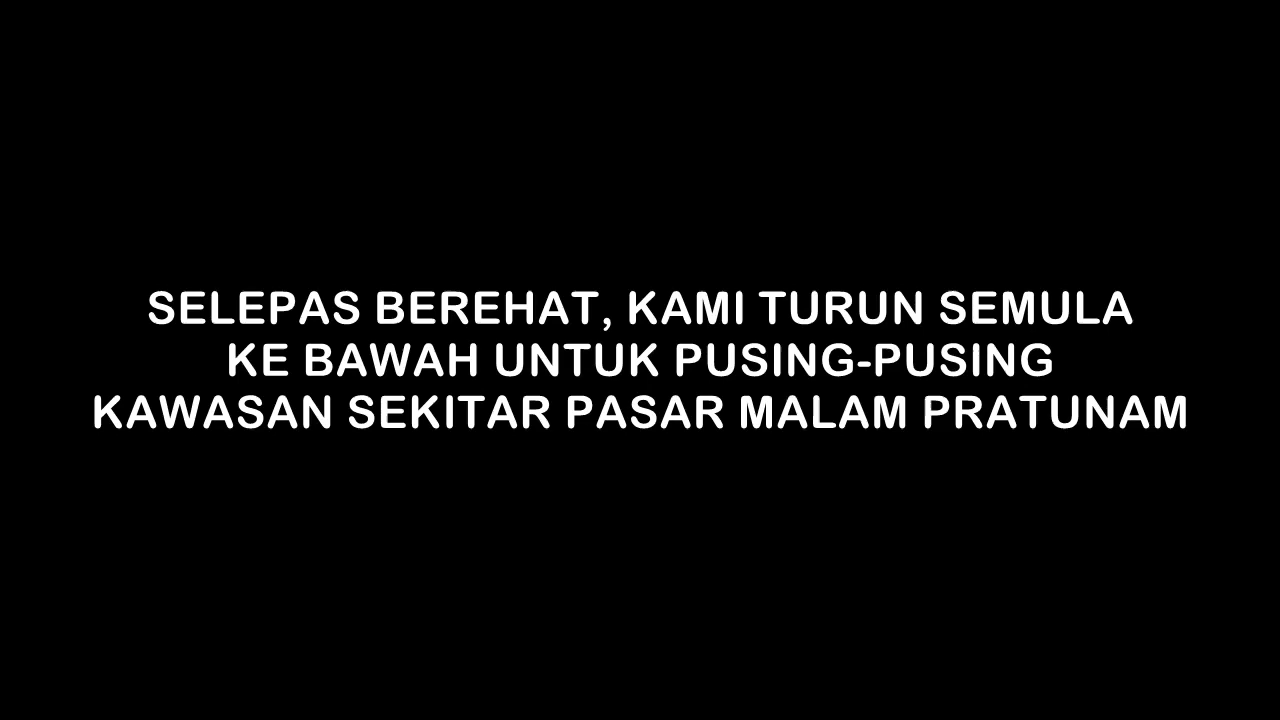 SELEPAS BEREHAT, KAMI TURUN SEMULA
KE BAWAH UNTUK PUSING-PUSING
KAWASAN SEKITAR PASAR MALAM PRATUNAM